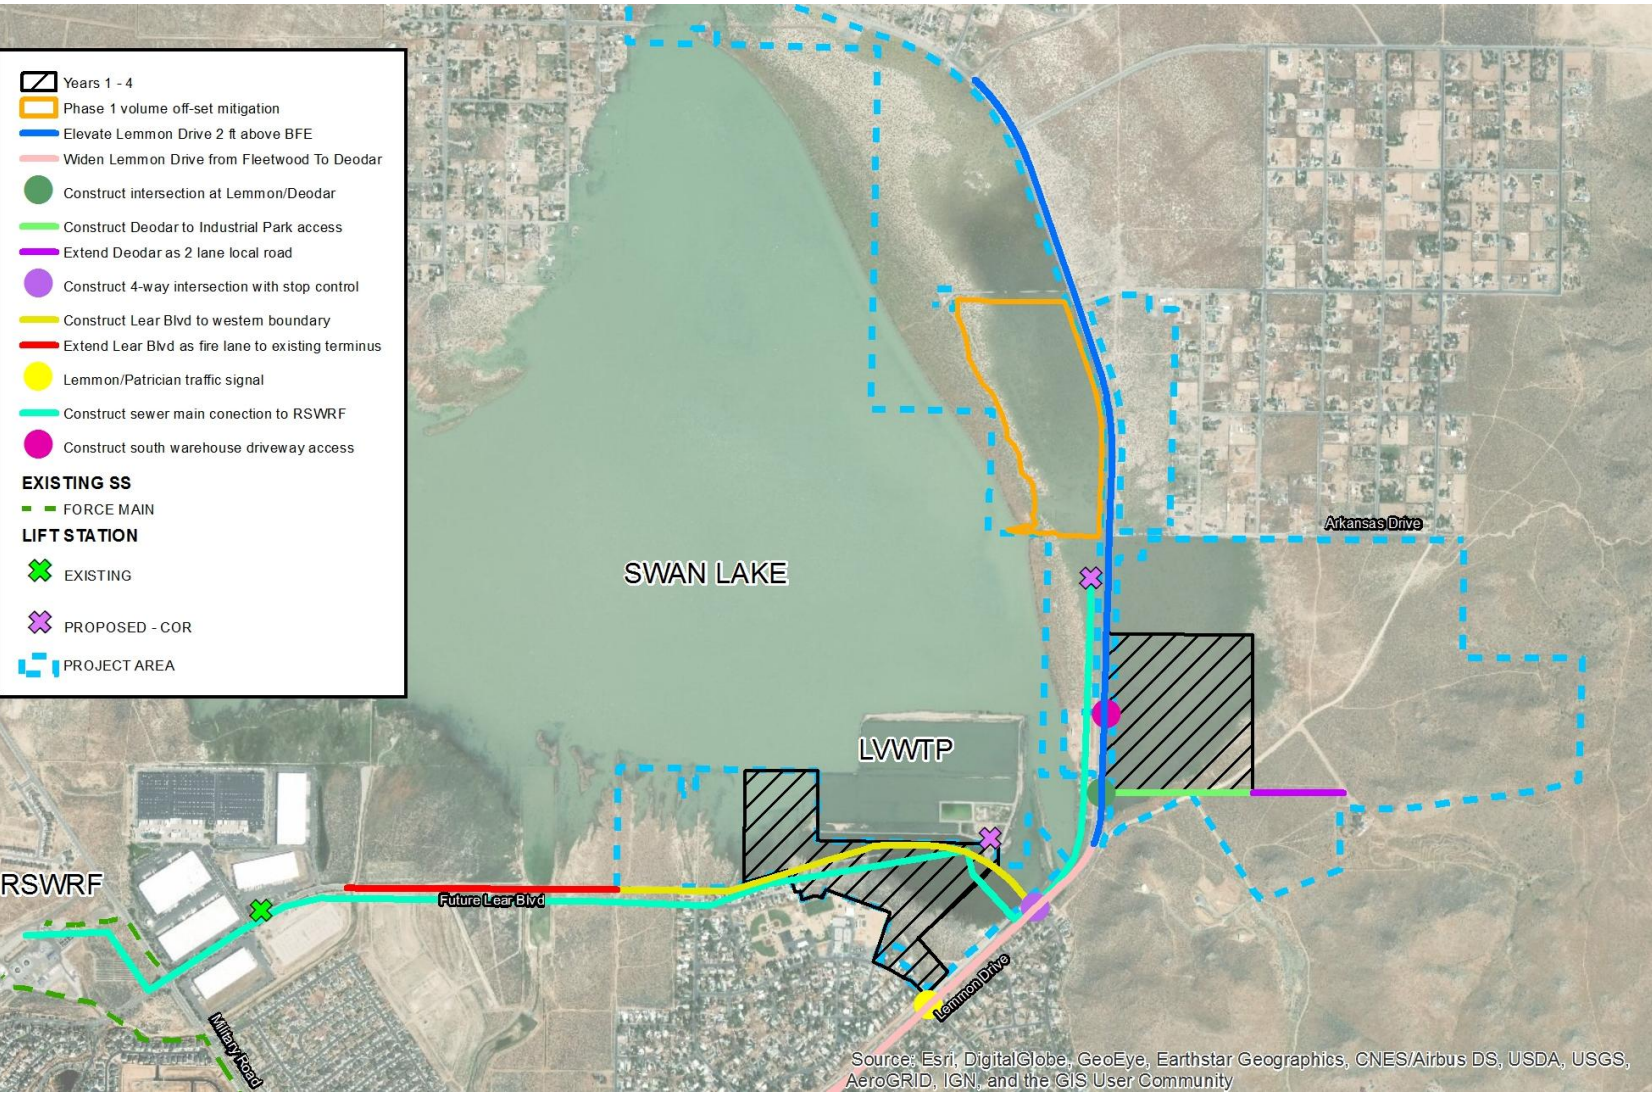 Years 1 - 4
Phase 1 volume off-set mitigation
Elevate Lemmon Drive 2 ft above BFE
Widen Lemmon Drive from Fleetwood To Deodar
Construct intersection at Lemmon/Deodar
Construct Deodar to Industrial Park access
Extend Deodar as 2 lane local road
Construct 4-way intersection with stop control
Construct Lear Blvd to western boundary
Extend Lear Blvd as fire lane to existing terminus
Lemmon/Patrician traffic signal
Construct sewer main conection to RSWRF
Construct south warehouse driveway access
EXISTING SS
FORCE MAIN
LIFT STATION
EXISTING
PROPOSED - COR
PROJECT AREA
Arkansas Drive
SWAN LAKE
LVWTP
RSWRF
Future Lear Blvd
Lemmon Drive
Military Road
Source: Esri, DigitalGlobe, GeoEye, Earthstar Geographics, CNES/Airbus DS, USDA, USGS,
AeroGRID, IGN, and the GIS User Community